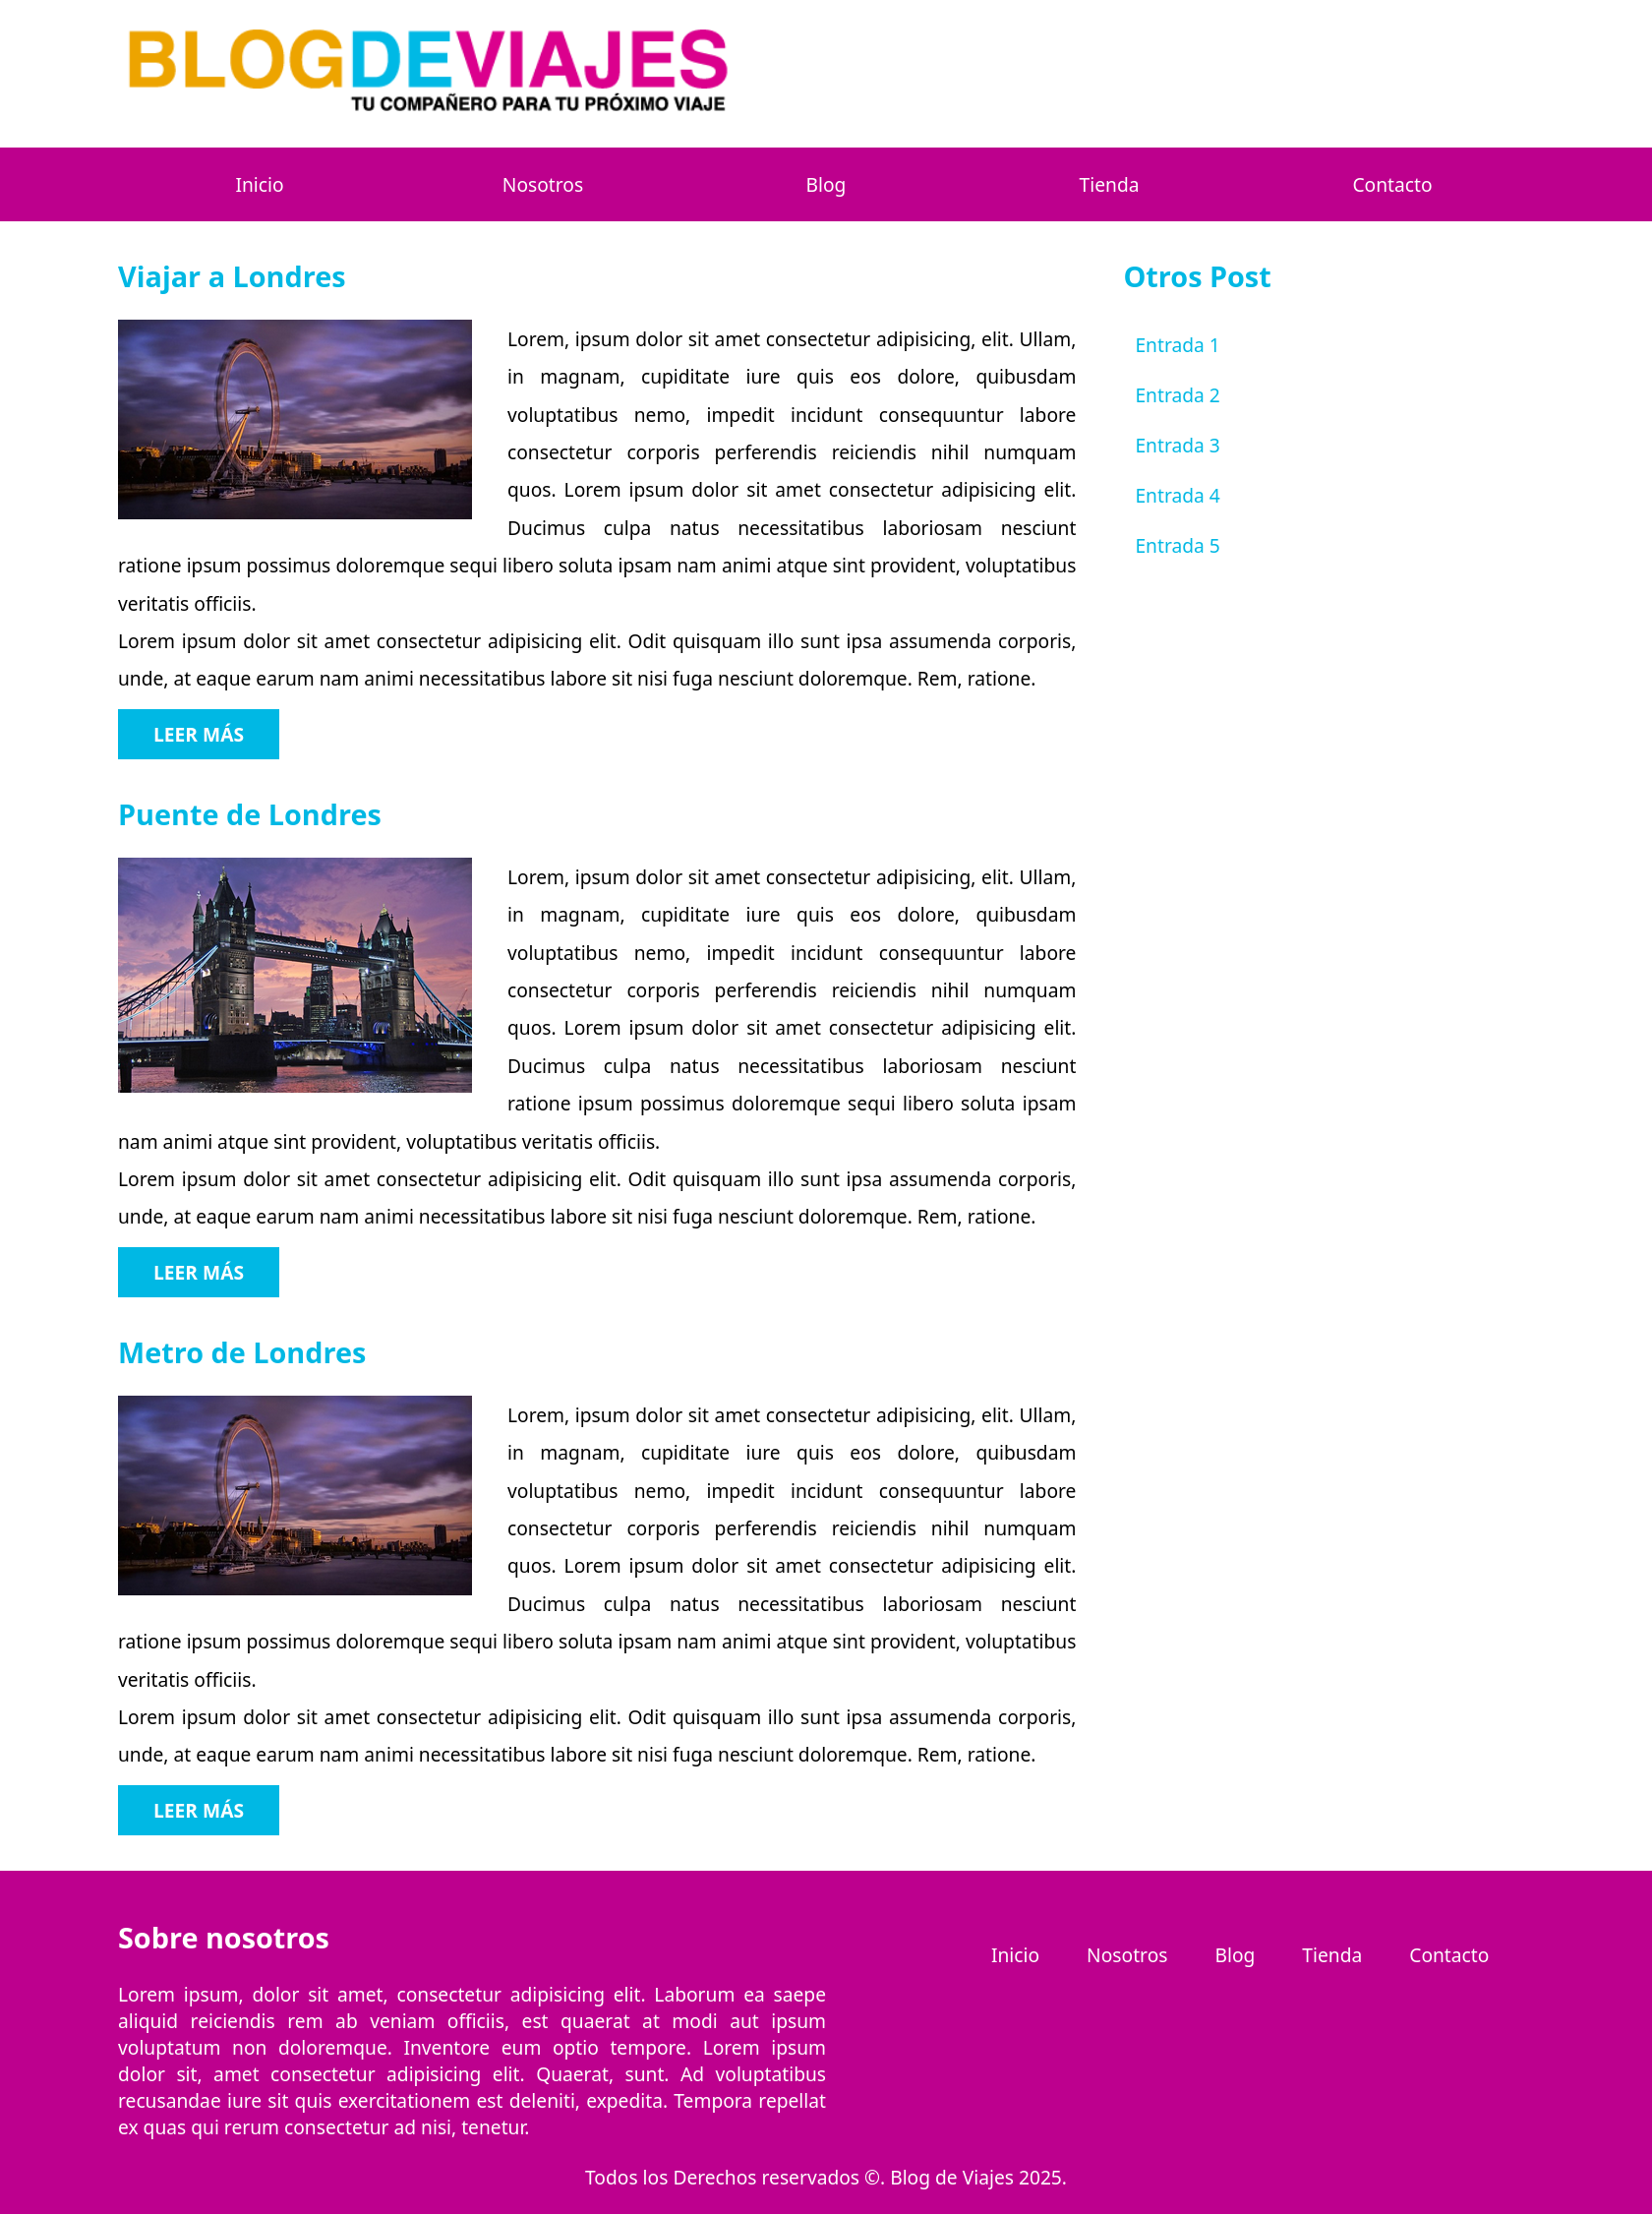 BLOGDEVIAJES
TU COMPAÑERO PARA TU PRÓXIMO VIAJE
Inicio Nosotros Blog Tienda Contacto
Viajar a Londres
Lorem, ipsum dolor sit amet consectetur adipisicing, elit. Ullam,
in magnam, cupiditate iure quis eos dolore, quibusdam
voluptatibus nemo, impedit incidunt consequuntur labore
consectetur corporis perferendis reiciendis nihil numquam
quos. Lorem ipsum dolor sit amet consectetur adipisicing elit.
Ducimus culpa natus necessitatibus laboriosam nesciunt
ratione ipsum possimus doloremque sequi libero soluta ipsam nam animi atque sint provident, voluptatibus
veritatis officiis.
Lorem ipsum dolor sit amet consectetur adipisicing elit. Odit quisquam illo sunt ipsa assumenda corporis,
unde, at eaque earum nam animi necessitatibus labore sit nisi fuga nesciunt doloremque. Rem, ratione.
LEER MÁS
Puente de Londres
Lorem, ipsum dolor sit amet consectetur adipisicing, elit. Ullam,
in magnam, cupiditate iure quis eos dolore, quibusdam
voluptatibus nemo, impedit incidunt consequuntur labore
consectetur corporis perferendis reiciendis nihil numquam
quos. Lorem ipsum dolor sit amet consectetur adipisicing elit.
Ducimus culpa natus necessitatibus laboriosam nesciunt
ratione ipsum possimus doloremque sequi libero soluta ipsam
nam animi atque sint provident, voluptatibus veritatis officiis.
Lorem ipsum dolor sit amet consectetur adipisicing elit. Odit quisquam illo sunt ipsa assumenda corporis,
unde, at eaque earum nam animi necessitatibus labore sit nisi fuga nesciunt doloremque. Rem, ratione.
LEER MÁS
Metro de Londres
Lorem, ipsum dolor sit amet consectetur adipisicing, elit. Ullam,
in magnam, cupiditate iure quis eos dolore, quibusdam
voluptatibus nemo, impedit incidunt consequuntur labore
consectetur corporis perferendis reiciendis nihil numquam
quos. Lorem ipsum dolor sit amet consectetur adipisicing elit.
Ducimus culpa natus necessitatibus laboriosam nesciunt
ratione ipsum possimus doloremque sequi libero soluta ipsam nam animi atque sint provident, voluptatibus
veritatis officiis.
Lorem ipsum dolor sit amet consectetur adipisicing elit. Odit quisquam illo sunt ipsa assumenda corporis,
unde, at eaque earum nam animi necessitatibus labore sit nisi fuga nesciunt doloremque. Rem, ratione.
LEER MÁS
Otros Post
Entrada 1
Entrada 2
Entrada 3
Entrada 4
Entrada 5
Sobre nosotros
Lorem ipsum, dolor sit amet, consectetur adipisicing elit. Laborum ea saepe
aliquid reiciendis rem ab veniam officiis, est quaerat at modi aut ipsum
voluptatum non doloremque. Inventore eum optio tempore. Lorem ipsum
dolor sit, amet consectetur adipisicing elit. Quaerat, sunt. Ad voluptatibus
recusandae iure sit quis exercitationem est deleniti, expedita. Tempora repellat
ex quas qui rerum consectetur ad nisi, tenetur.
Inicio Nosotros Blog Tienda Contacto
Todos los Derechos reservados ©. Blog de Viajes 2025.